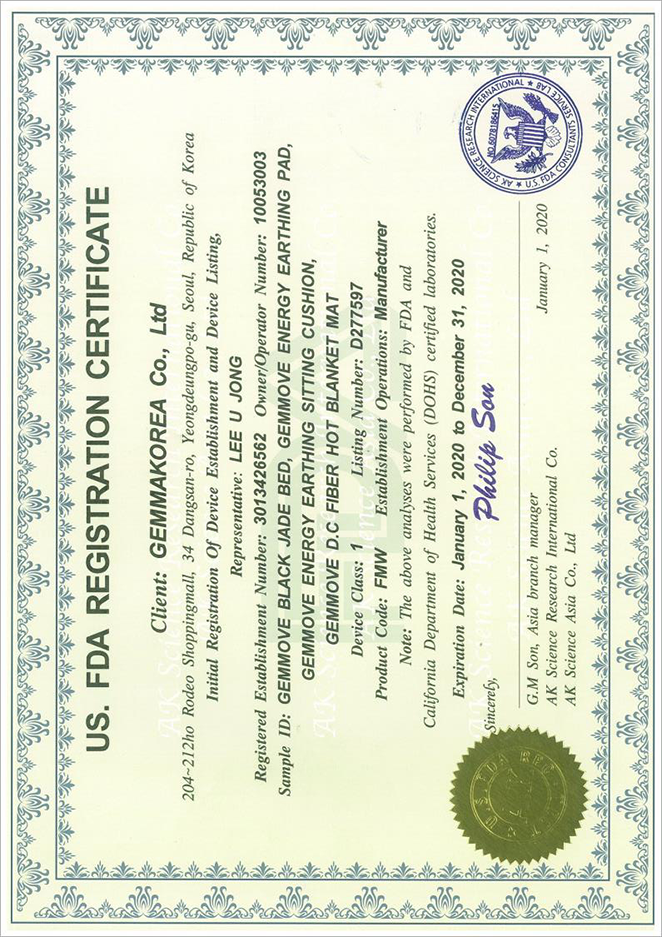 US. FDA REGISTRATION CERTIFICATE
Client: GEMMAKOREA Co., Ltd
204-212ho Rodeo Shoppingmall, 34 Dangsan-ro, Yeongdeungpo-gu, Seoul, Republic of Korea
Initial Registration Of Device Establishment and Device Listing,
Representative: LEE U JONG
Registered Establishment Number: 3013426562 Owner/Operator Number: 10053003
Sample ID: GEMMOVE BLACK JADE BED, GEMMOVE ENERGY EARTHING PAD,
GEMMOVE ENERGY EARTHING SITTING CUSHION,
GEMMOVE D.C FIBER HOT BLANKET MAT
Device Class: 1 Listing Number: D277597
Product Code: FMW Establishment Operations: Manufacturer
Note: The above analyses were performed by FDA and
California Department of Health Services (DOHS) certified laboratories.
Expiration Date: January 1, 2020 to December 31, 2020
Sincerely,
Philip Son
G.M Son, Asia branch manager
January 1, 2020
AK Science Research International Co.
AK Science Asia Co., Ltd
AK SCIENCE RESEARCH INTERNATIONAL
U.S. FDA CONSULTANTS SERVICE LAB
NO.6078186415